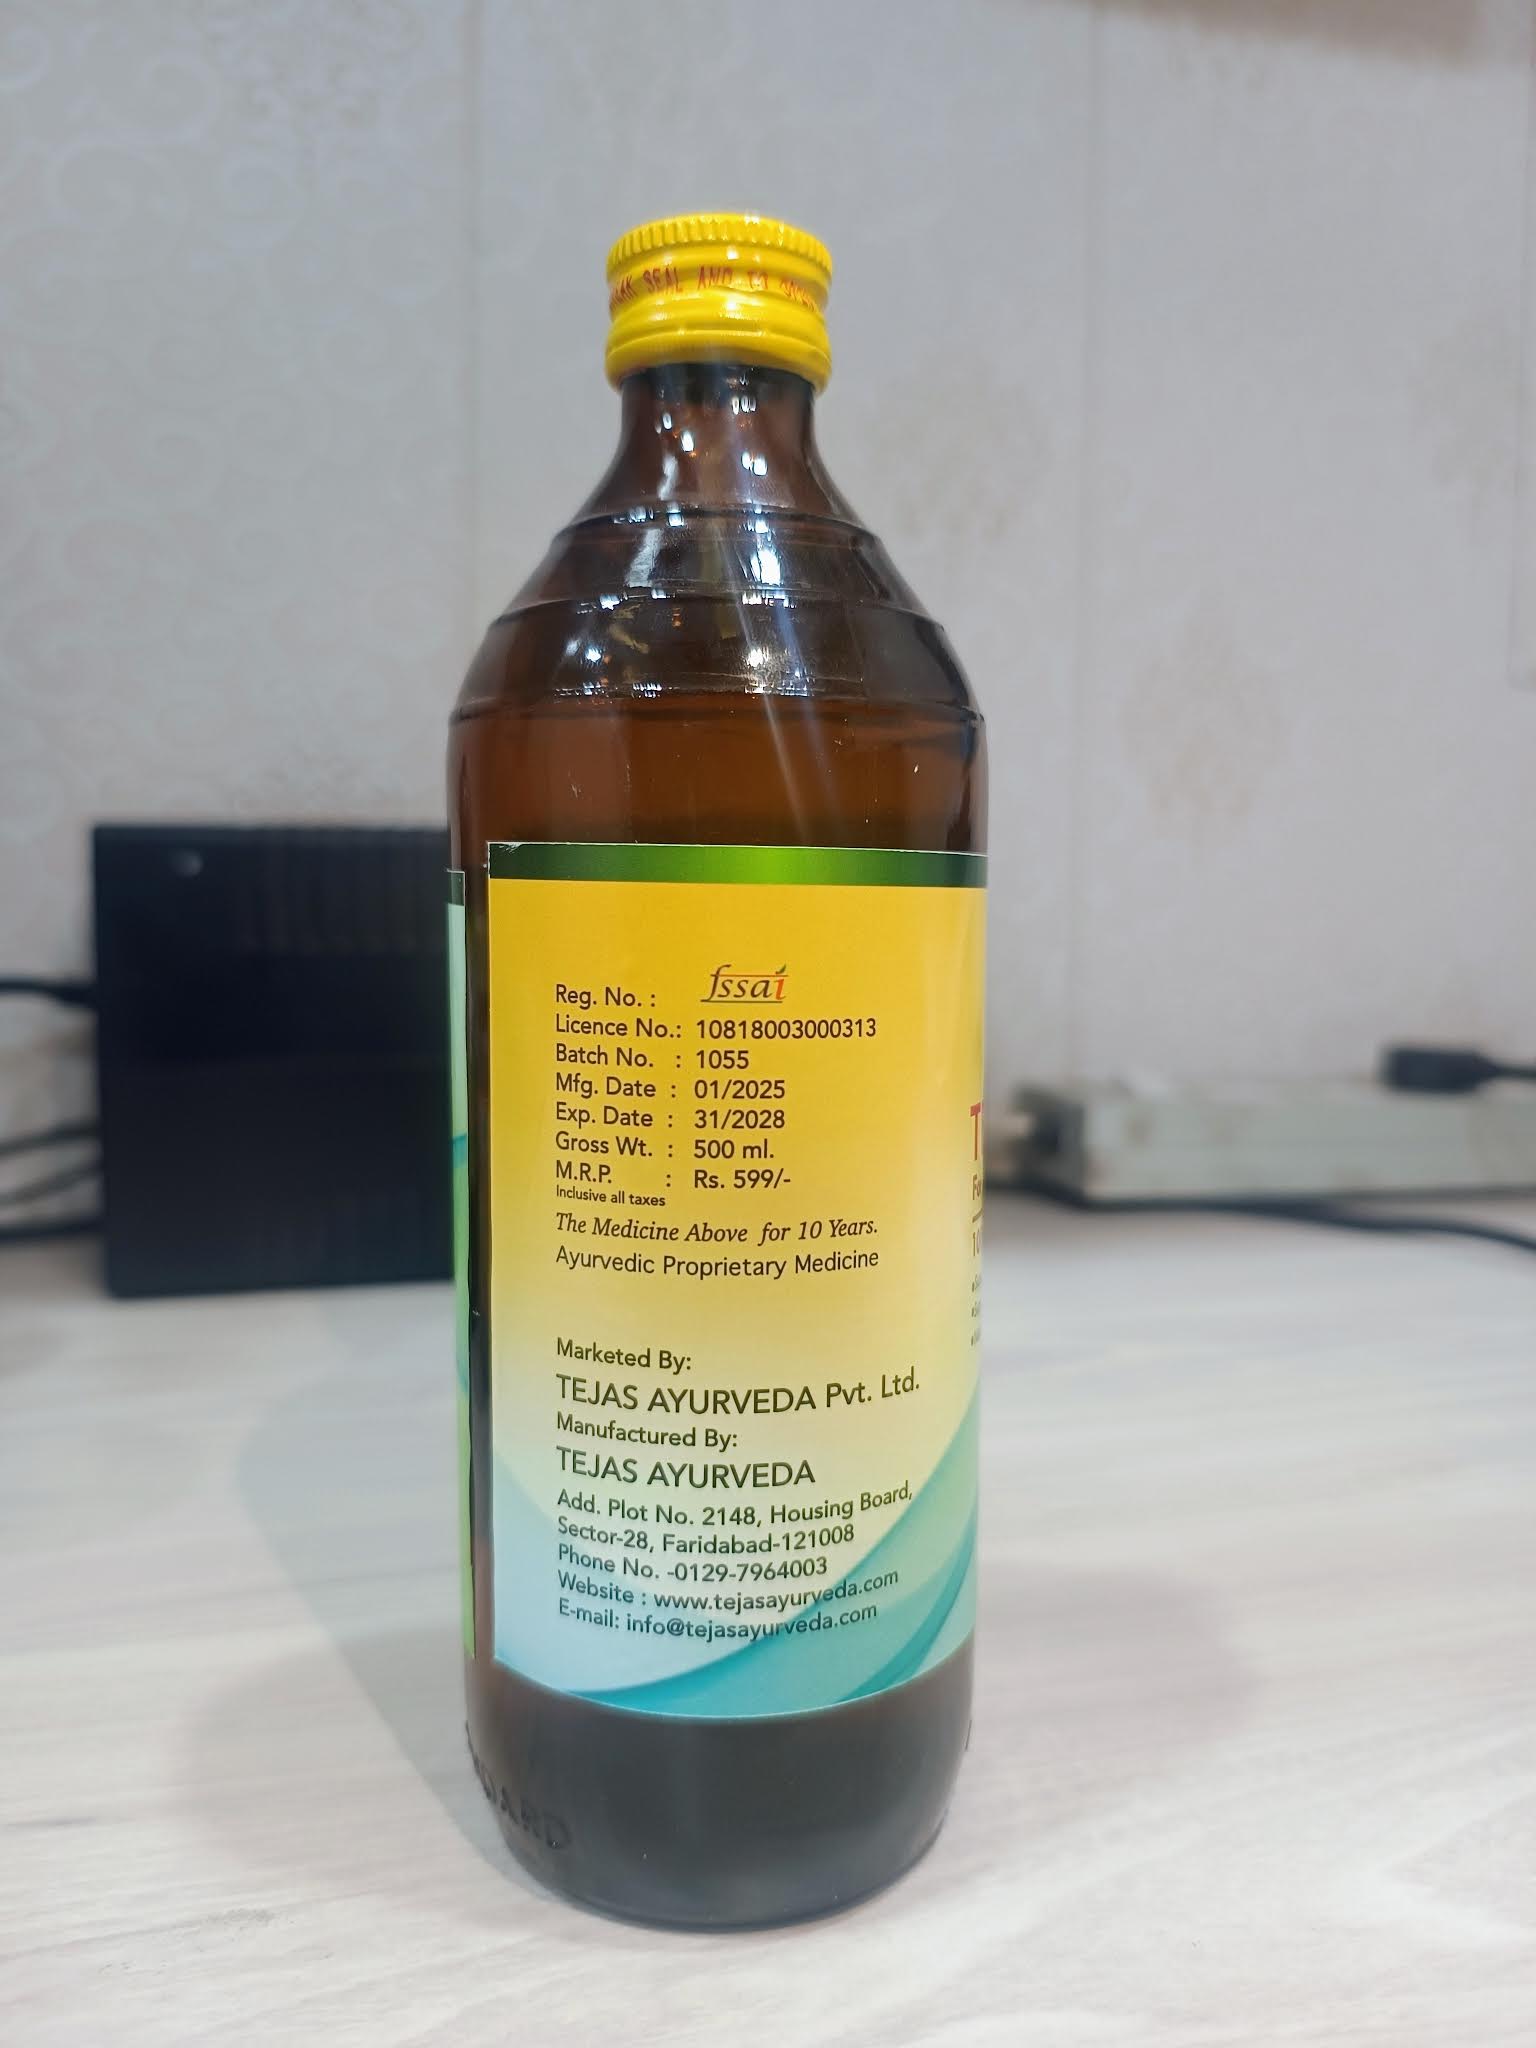 SEAL AND TO
fssai
Reg. No. :
Licence No.: 10818003000313
Batch No. : 1055
Mfg. Date : 01/2025
Exp. Date : 31/2028
Gross Wt. : 500 ml.
M.R.P. : Rs. 599/-
Inclusive all taxes
The Medicine Above for 10 Years.
Ayurvedic Proprietary Medicine
Marketed By:
TEJAS AYURVEDA Pvt. Ltd.
Manufactured By:
TEJAS AYURVEDA
Add. Plot No. 2148, Housing Board,
Sector-28, Faridabad-121008
Phone No. -0129-7964003
Website : www.tejasayurveda.com
E-mail: info@tejasayurveda.com